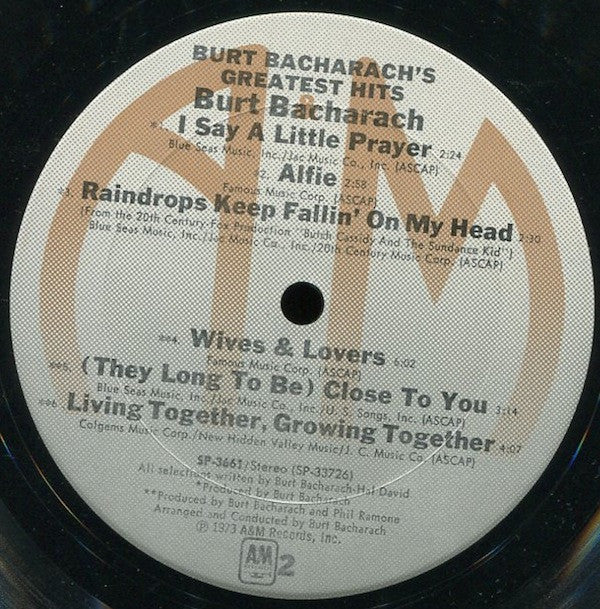 BURT BACHARACH'S
GREATEST HITS
Burt Bacharach
*1. I Say A Little Prayer 2:24
Blue Seas Music, Inc./Jac Music Co., Inc. (ASCAP)
*2. Alfie 2:58
Famous Music Corp. (ASCAP)
*3. Raindrops Keep Fallin' On My Head 2:30
(From the 20th Century-Fox Production "Butch Cassidy And The Sundance Kid")
Blue Seas Music, Inc./Jac Music Co., Inc./20th Century Music Corp. (ASCAP)
**4. Wives & Lovers 6:02
Famous Music Corp. (ASCAP)
**5. (They Long To Be) Close To You 3:14
Blue Seas Music, Inc./Jac Music Co., Inc./U. S. Songs, Inc. (ASCAP)
**6. Living Together, Growing Together 4:07
Colgems Music Corp./New Hidden Valley Music/J. C. Music Co. (ASCAP)
SP-3661/Stereo (SP-33726)
All selections written by Burt Bacharach-Hal David
*Produced by Burt Bacharach
**Produced by Burt Bacharach and Phil Ramone
Arranged and Conducted by Burt Bacharach
℗ 1973 A&M Records, Inc.
A&M
2